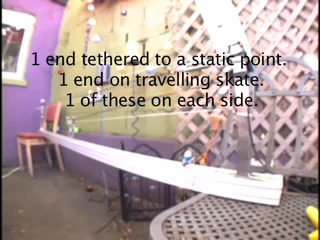 1 end tethered to a static point.
1 end on travelling skate.
1 of these on each side.